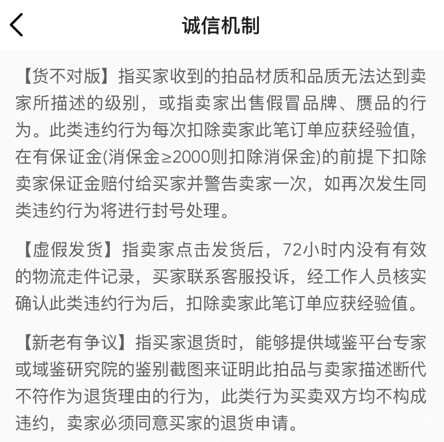 诚信机制
【货不对版】指买家收到的拍品材质和品质无法达到卖
家所描述的级别，或指卖家出售假冒品牌、赝品的行
为。此类违约行为每次扣除卖家此笔订单应获经验值，
在有保证金(消保金≥2000则扣除消保金)的前提下扣除
卖家保证金赔付给买家并警告卖家一次，如再次发生同
类违约行为将进行封号处理。
【虚假发货】指卖家点击发货后，72小时内没有有效
的物流走件记录，买家联系客服投诉，经工作人员核实
确认此类违约行为后，扣除卖家此笔订单应获经验值。
【新老有争议】指买家退货时，能够提供域鉴平台专家
或域鉴研究院的鉴别截图来证明此拍品与卖家描述断代
不符作为退货理由的行为，此类行为买卖双方均不构成
违约，卖家必须同意买家的退货申请。